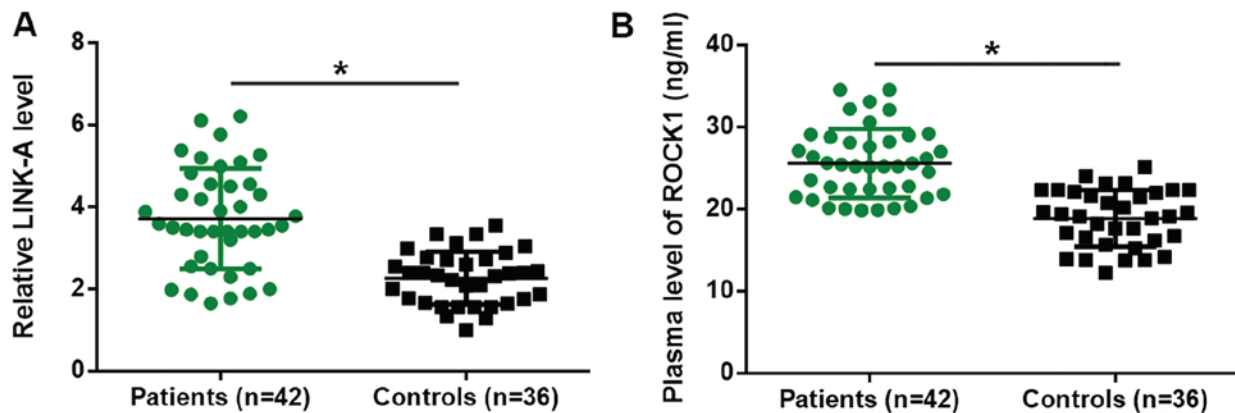 A
Relative LINK-A level
8
6
4
2
0
*
Patients (n=42)
Controls (n=36)
B
Plasma level of ROCK1 (ng/ml)
40
30
20
10
0
*
Patients (n=42)
Controls (n=36)